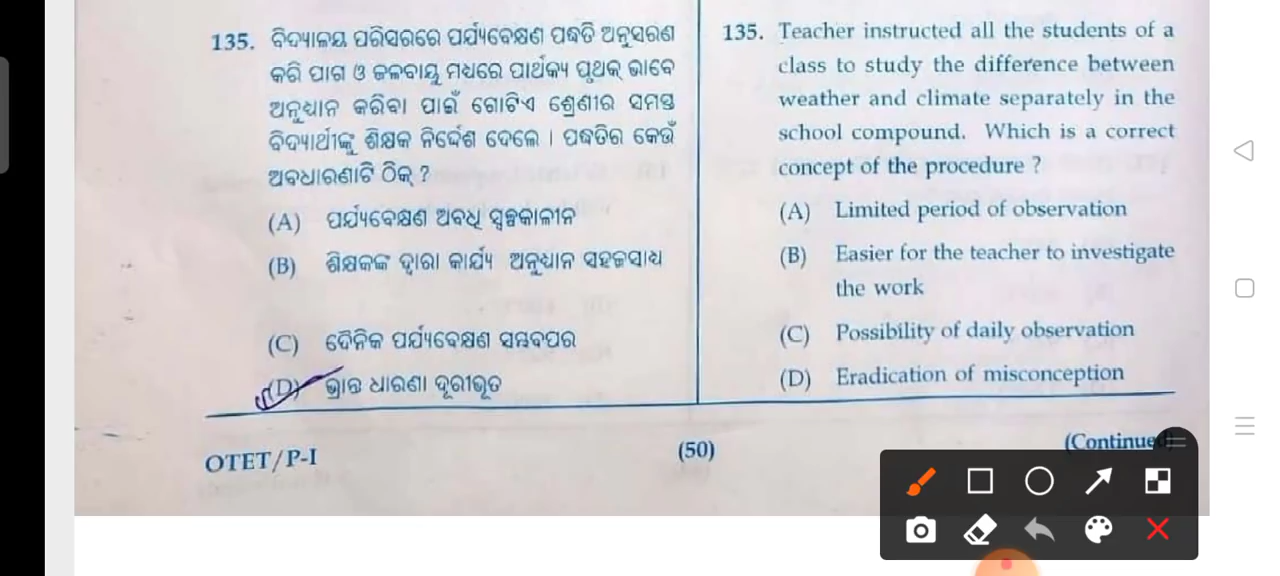 135. ବିଦ୍ୟାଳୟ ପରିସରରେ ପର୍ଯ୍ୟବେକ୍ଷଣ ପଦ୍ଧତି ଅନୁସରଣ
କରି ପାଗ ଓ ଜଳବାୟୁ ମଧ୍ୟରେ ପାର୍ଥକ୍ୟ ପୃଥକ୍ ଭାବେ
ଅନୁଧ୍ୟାନ କରିବା ପାଇଁ ଗୋଟିଏ ଶ୍ରେଣୀର ସମସ୍ତ
ବିଦ୍ୟାର୍ଥୀଙ୍କୁ ଶିକ୍ଷକ ନିର୍ଦ୍ଦେଶ ଦେଲେ । ପଦ୍ଧତିର କେଉଁ
ଅବଧାରଣାଟି ଠିକ୍ ?
(A) ପର୍ଯ୍ୟବେକ୍ଷଣ ଅବଧି ସ୍ୱଳ୍ପକାଳୀନ
(B) ଶିକ୍ଷକଙ୍କ ଦ୍ୱାରା କାର୍ଯ୍ୟ ଅନୁଧ୍ୟାନ ସହଜସାଧ୍ୟ
(C) ଦୈନିକ ପର୍ଯ୍ୟବେକ୍ଷଣ ସମ୍ଭବପର
(D) ଭ୍ରାନ୍ତ ଧାରଣା ଦୂରୀଭୂତ
135. Teacher instructed all the students of a
class to study the difference between
weather and climate separately in the
school compound. Which is a correct
concept of the procedure ?
(A) Limited period of observation
(B) Easier for the teacher to investigate
the work
(C) Possibility of daily observation
(D) Eradication of misconception
OTET/P-I
(50)
(Continued